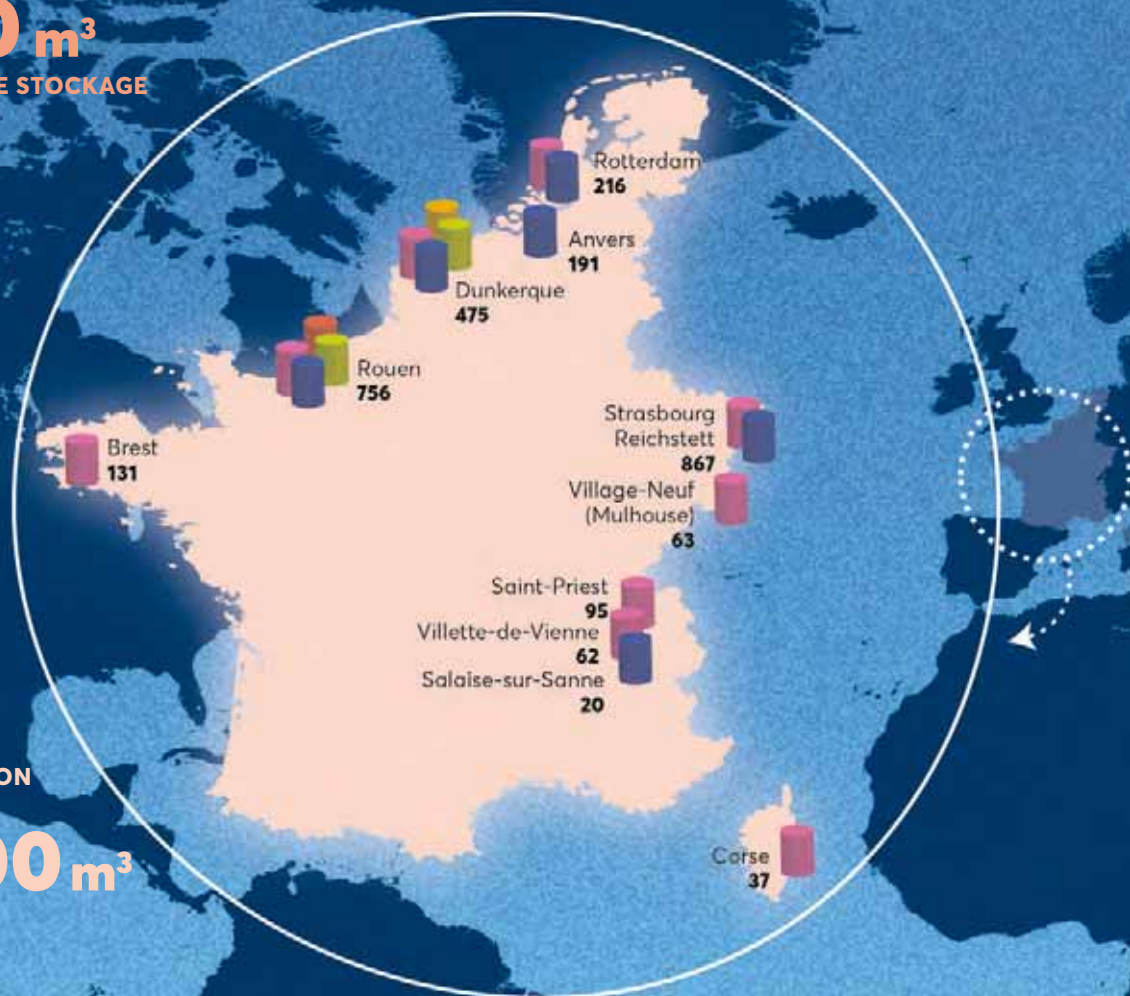 0 m³
E STOCKAGE
Rotterdam
216
Anvers
191
Dunkerque
475
Rouen
756
Strasbourg
Reichstett
867
Brest
131
Village-Neuf
(Mulhouse)
63
Saint-Priest
95
Villette-de-Vienne
62
Salaise-sur-Sanne
20
ON
00 m³
Corse
37